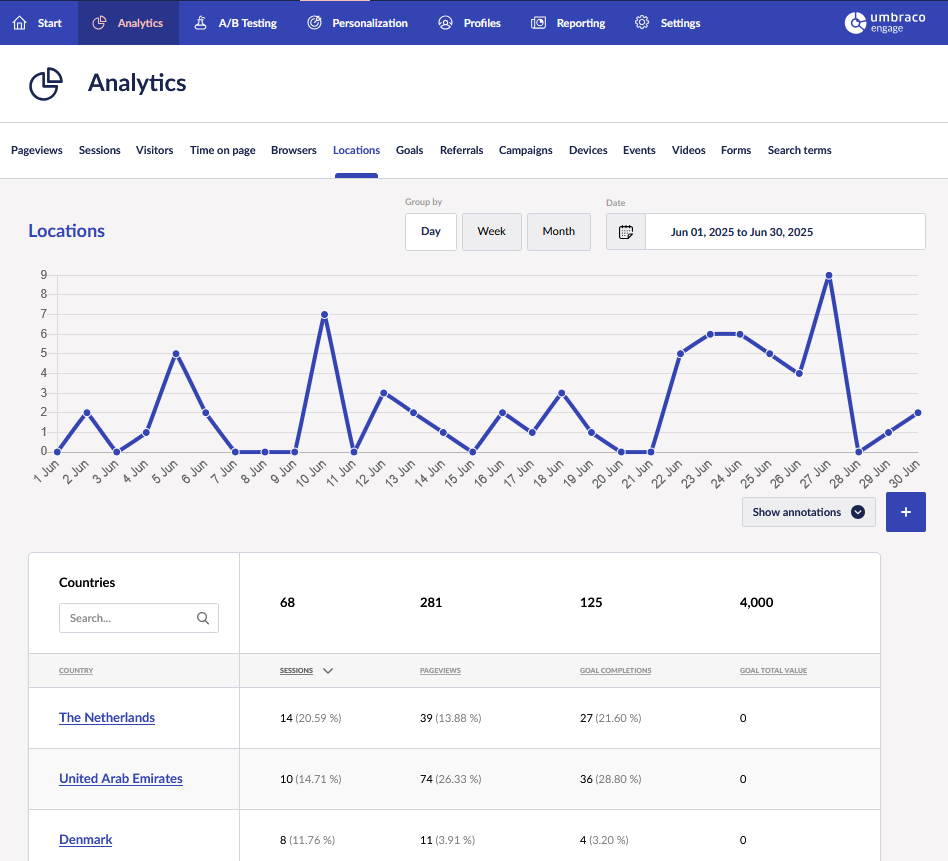 Start Analytics A/B Testing Personalization Profiles Reporting Settings umbraco
engage
Analytics
Pageviews Sessions Visitors Time on page Browsers Locations Goals Referrals Campaigns Devices Events Videos Forms Search terms
Group by Date
Locations Day Week Month Jun 01, 2025 to Jun 30, 2025
9
8
7
6
5
4
3
2
1
0
1 Jun 2 Jun 3 Jun 4 Jun 5 Jun 6 Jun 7 Jun 8 Jun 9 Jun 10 Jun 11 Jun 12 Jun 13 Jun 14 Jun 15 Jun 16 Jun 17 Jun 18 Jun 19 Jun 20 Jun 21 Jun 22 Jun 23 Jun 24 Jun 25 Jun 26 Jun 27 Jun 28 Jun 29 Jun 30 Jun
Show annotations +
Countries
68 281 125 4,000
Search...
COUNTRY SESSIONS PAGEVIEWS GOAL COMPLETIONS GOAL TOTAL VALUE
The Netherlands 14 (20.59 %) 39 (13.88 %) 27 (21.60 %) 0
United Arab Emirates 10 (14.71 %) 74 (26.33 %) 36 (28.80 %) 0
Denmark 8 (11.76 %) 11 (3.91 %) 4 (3.20 %) 0